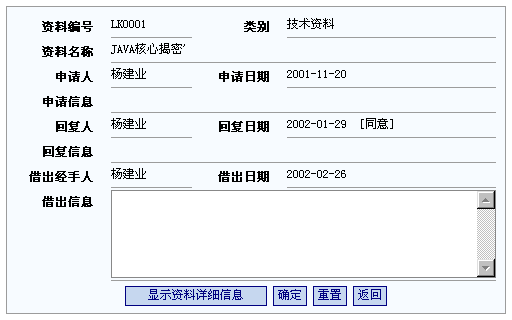 资料编号 LK0001 类别 技术资料
资料名称 JAVA核心揭密'
申请人 杨建业 申请日期 2001-11-20
申请信息
回复人 杨建业 回复日期 2002-01-29 [同意]
回复信息
借出经手人 杨建业 借出日期 2002-02-26
借出信息
显示资料详细信息 确定 重置 返回